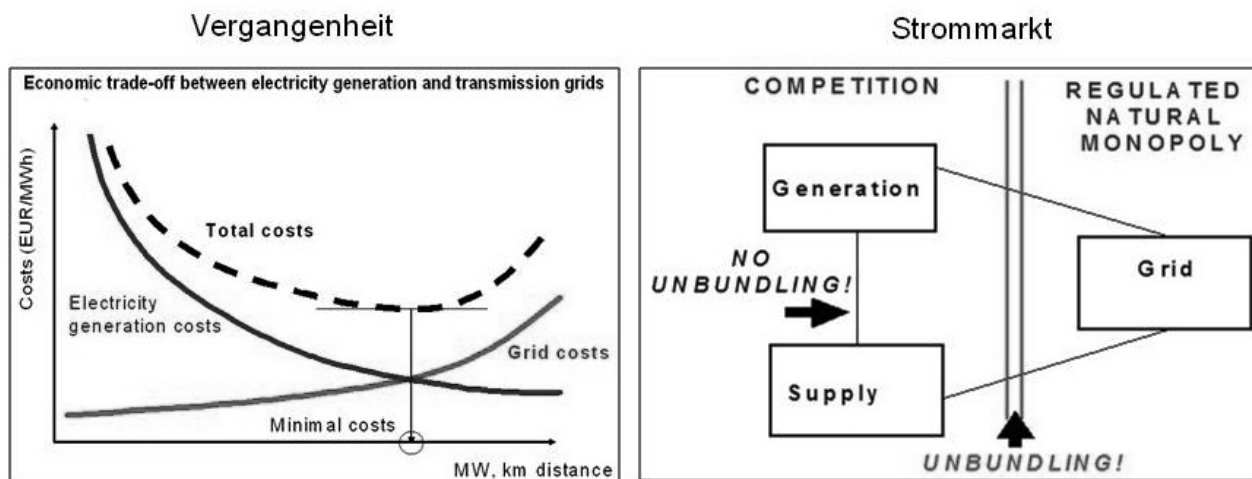 Vergangenheit
Economic trade-off between electricity generation and transmission grids
Costs (EUR/MWh)
Total costs
Electricity
generation costs
Grid costs
Minimal costs
MW, km distance
Strommarkt
COMPETITION
REGULATED
NATURAL
MONOPOLY
Generation
NO
UNBUNDLING!
Grid
Supply
UNBUNDLING!